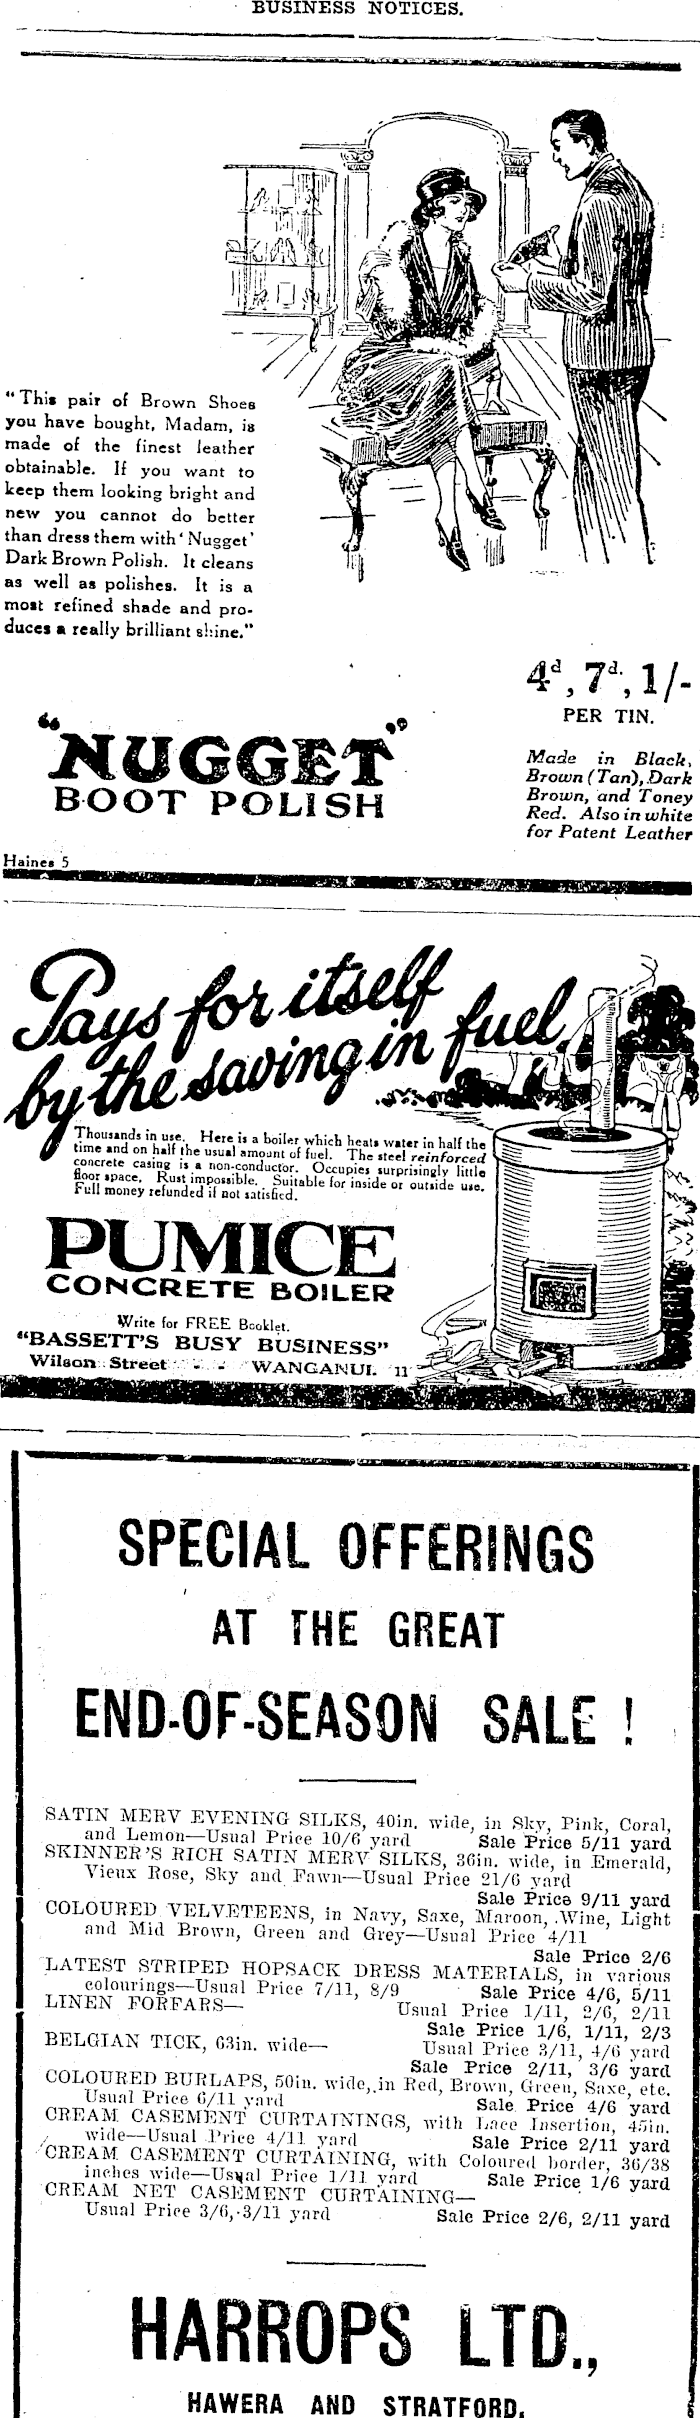 BUSINESS NOTICES.
"This pair of Brown Shoes
you have bought, Madam, is
made of the finest leather
obtainable. If you want to
keep them looking bright and
new you cannot do better
than dress them with 'Nugget'
Dark Brown Polish. It cleans
as well as polishes. It is a
most refined shade and pro-
duces a really brilliant shine."
4d, 7d., 1/-
PER TIN.
"NUGGET"
BOOT POLISH
Made in Black,
Brown (Tan), Dark
Brown, and Toney
Red. Also in white
for Patent Leather
Haines 5
Pays for itself
by the saving in fuel
Thousands in use. Here is a boiler which heats water in half the
time and on half the usual amount of fuel. The steel reinforced
concrete casing is a non-conductor. Occupies surprisingly little
floor space. Rust impossible. Suitable for inside or outside use.
Full money refunded if not satisfied.
PUMICE
CONCRETE BOILER
Write for FREE Booklet.
"BASSETT'S BUSY BUSINESS"
Wilson Street - - WANGANUI. 11
SPECIAL OFFERINGS
AT THE GREAT
END-OF-SEASON SALE!
SATIN MERV EVENING SILKS, 40in. wide, in Sky, Pink, Coral,
and Lemon—Usual Price 10/6 yard Sale Price 5/11 yard
SKINNER'S RICH SATIN MERV SILKS, 36in. wide, in Emerald,
Vieux Rose, Sky and Fawn—Usual Price 21/6 yard
Sale Price 9/11 yard
COLOURED VELVETEENS, in Navy, Saxe, Maroon, Wine, Light
and Mid Brown, Green and Grey—Usual Price 4/11
Sale Price 2/6
LATEST STRIPED HOPSACK DRESS MATERIALS, in various
colourings—Usual Price 7/11, 8/9 Sale Price 4/6, 5/11
LINEN FORFARS— Usual Price 1/11, 2/6, 2/11
Sale Price 1/6, 1/11, 2/3
BELGIAN TICK, 63in. wide— Usual Price 3/11, 4/6 yard
Sale Price 2/11, 3/6 yard
COLOURED BURLAPS, 50in. wide, in Red, Brown, Green, Saxe, etc.
Usual Price 6/11 yard Sale Price 4/6 yard
CREAM CASEMENT CURTAININGS, with Lace Insertion, 45in.
wide—Usual Price 4/11 yard Sale Price 2/11 yard
CREAM CASEMENT CURTAINING, with Coloured border, 36/38
inches wide—Usual Price 1/11 yard Sale Price 1/6 yard
CREAM NET CASEMENT CURTAINING—
Usual Price 3/6, 3/11 yard Sale Price 2/6, 2/11 yard
HARROPS LTD.,
HAWERA AND STRATFORD.